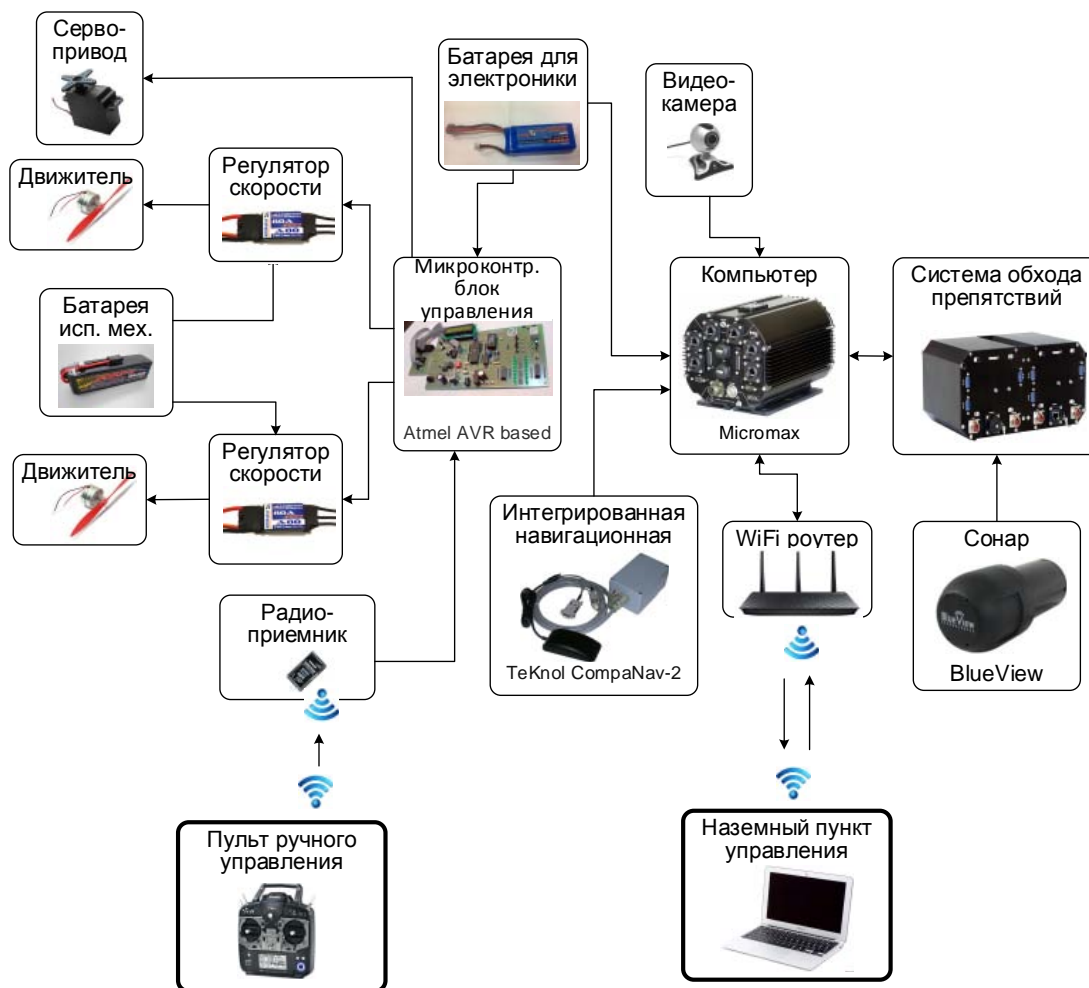 Серво-
привод
Батарея для
электроники
Видео-
камера
Движитель
Регулятор
скорости
Микроконтр.
блок
управления
Atmel AVR based
Компьютер
Micromax
Система обхода
препятствий
Батарея
исп. мех.
Движитель
Регулятор
скорости
Интегрированная
навигационная
TeKnol CompaNav-2
WiFi роутер
Сонар
BlueView
BlueView
Радио-
приемник
Пульт ручного
управления
Наземный пункт
управления